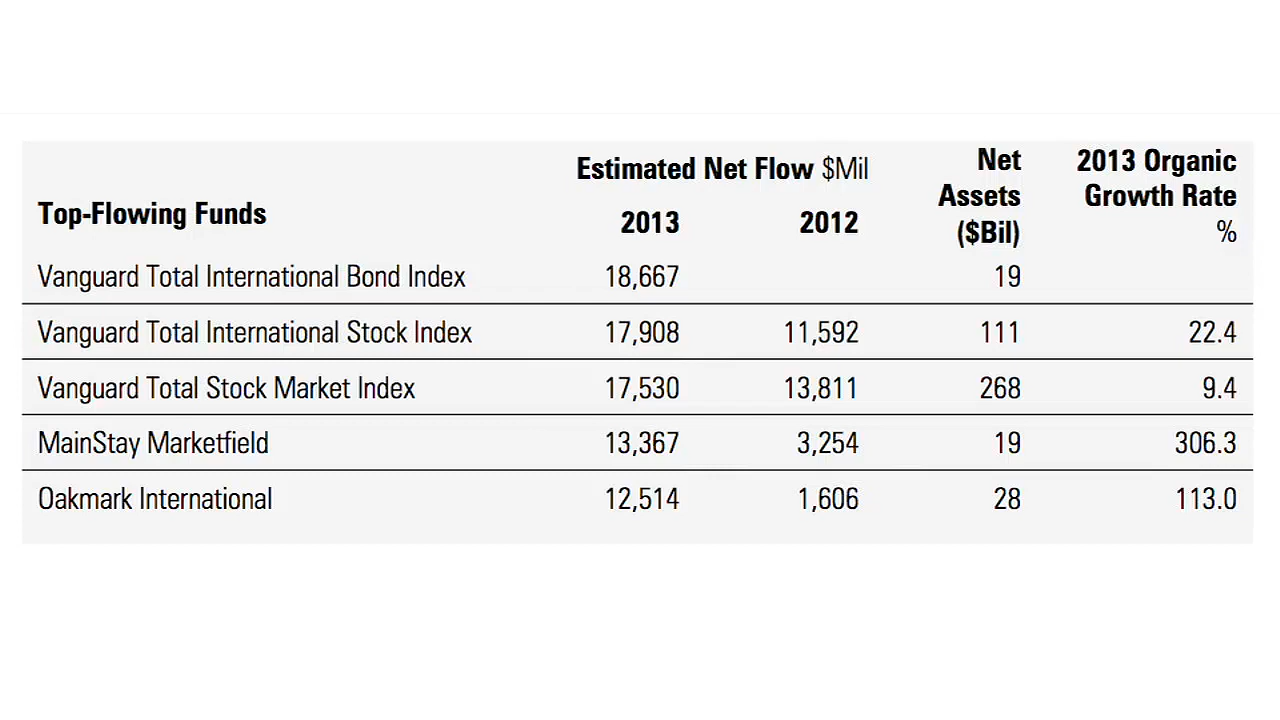 Top-Flowing Funds Estimated Net Flow $Mil 2013 2012 Net Assets ($Bil) 2013 Organic Growth Rate %
Vanguard Total International Bond Index 18,667 19
Vanguard Total International Stock Index 17,908 11,592 111 22.4
Vanguard Total Stock Market Index 17,530 13,811 268 9.4
MainStay Marketfield 13,367 3,254 19 306.3
Oakmark International 12,514 1,606 28 113.0